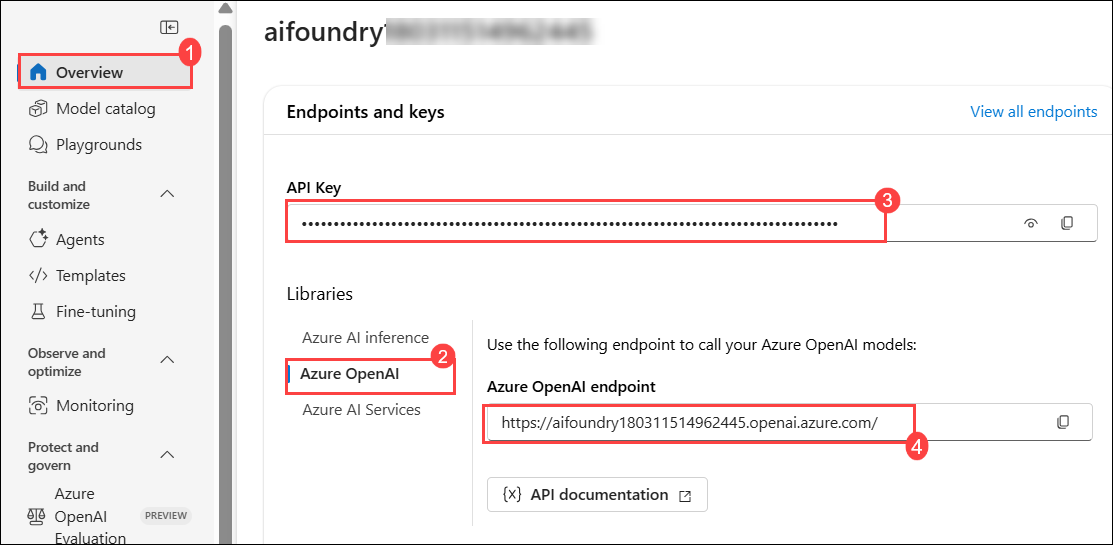 aifoundry
1
Overview
Model catalog
Playgrounds
Build and
customize
Agents
Templates
Fine-tuning
Observe and
optimize
Monitoring
Protect and
govern
Azure
OpenAI
Evaluation
PREVIEW
Endpoints and keys
View all endpoints
API Key
3
••••••••••••••••••••••••••••••••••••••••••••••••••••••••••••••••••••••••••••••••••••
Libraries
Azure AI inference
2
Azure OpenAI
Azure AI Services
Use the following endpoint to call your Azure OpenAI models:
Azure OpenAI endpoint
https://aifoundry180311514962445.openai.azure.com/
4
{x} API documentation